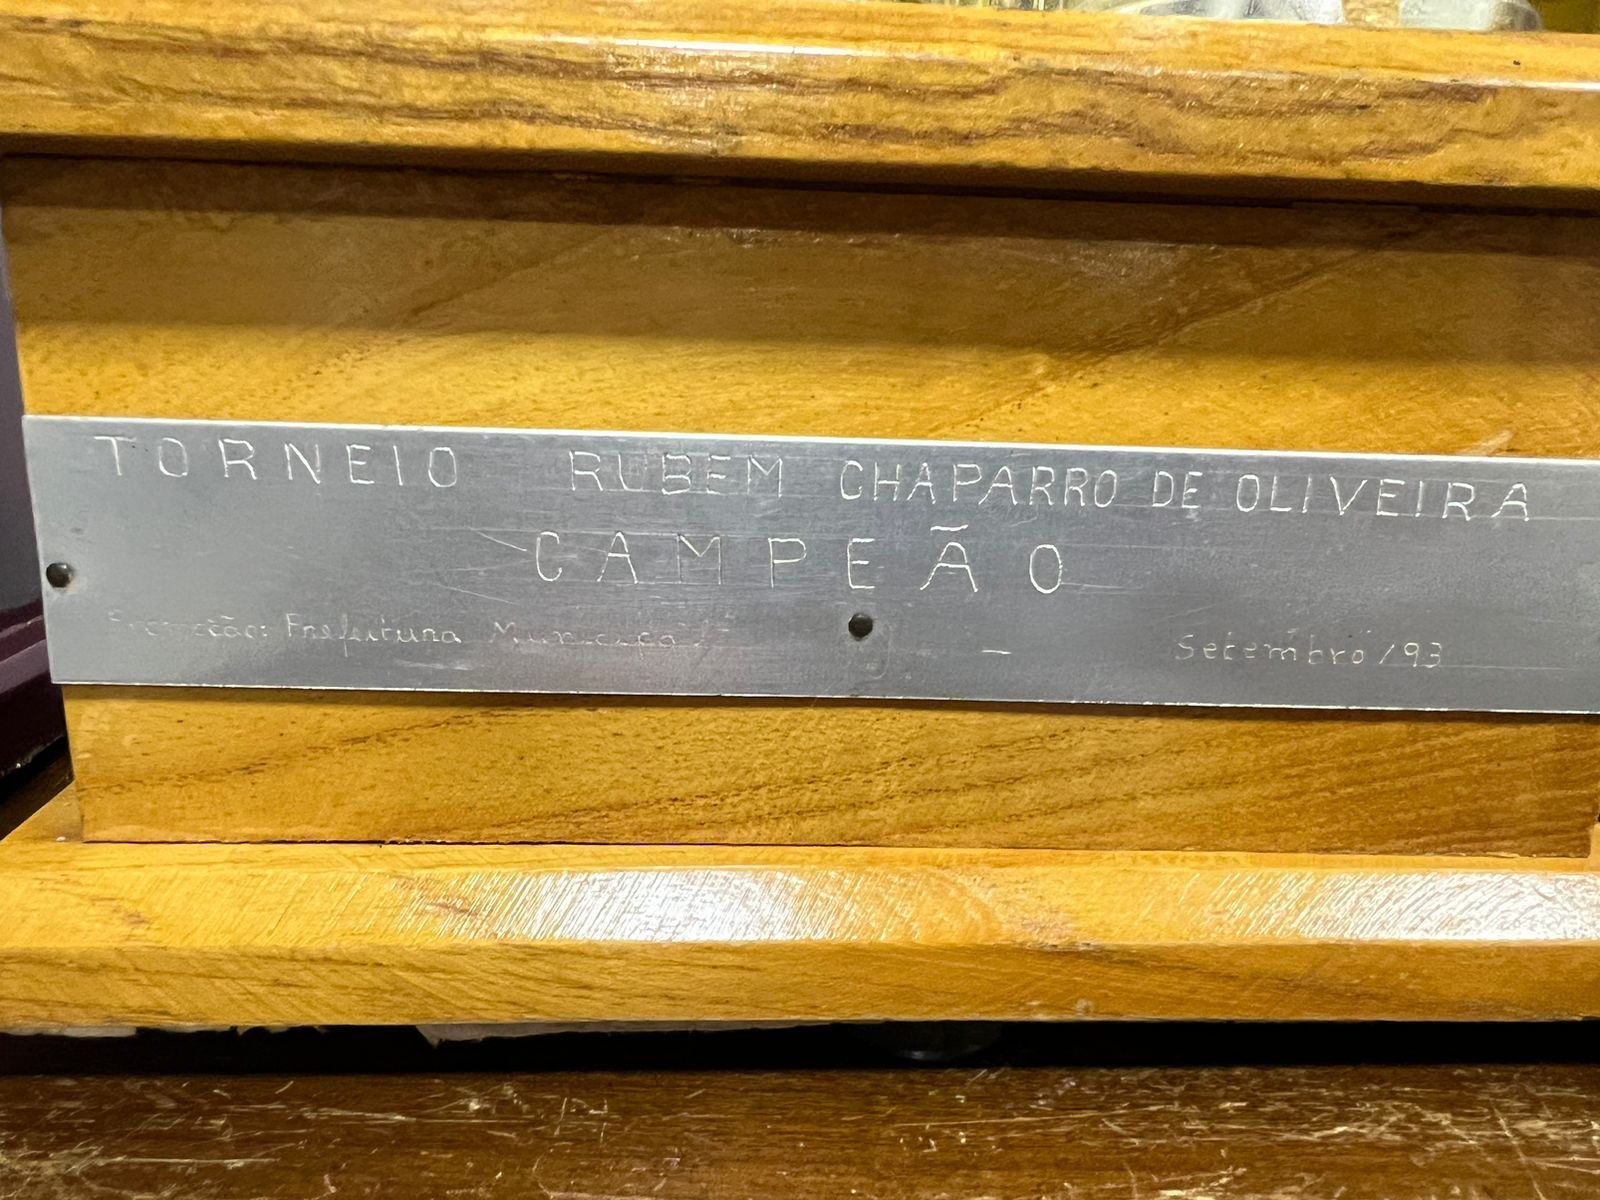 TORNEIO RUBEM CHAPARRO DE OLIVEIRA
CAMPEÃO
Promoção: Prefeitura Municipal - Setembro/93